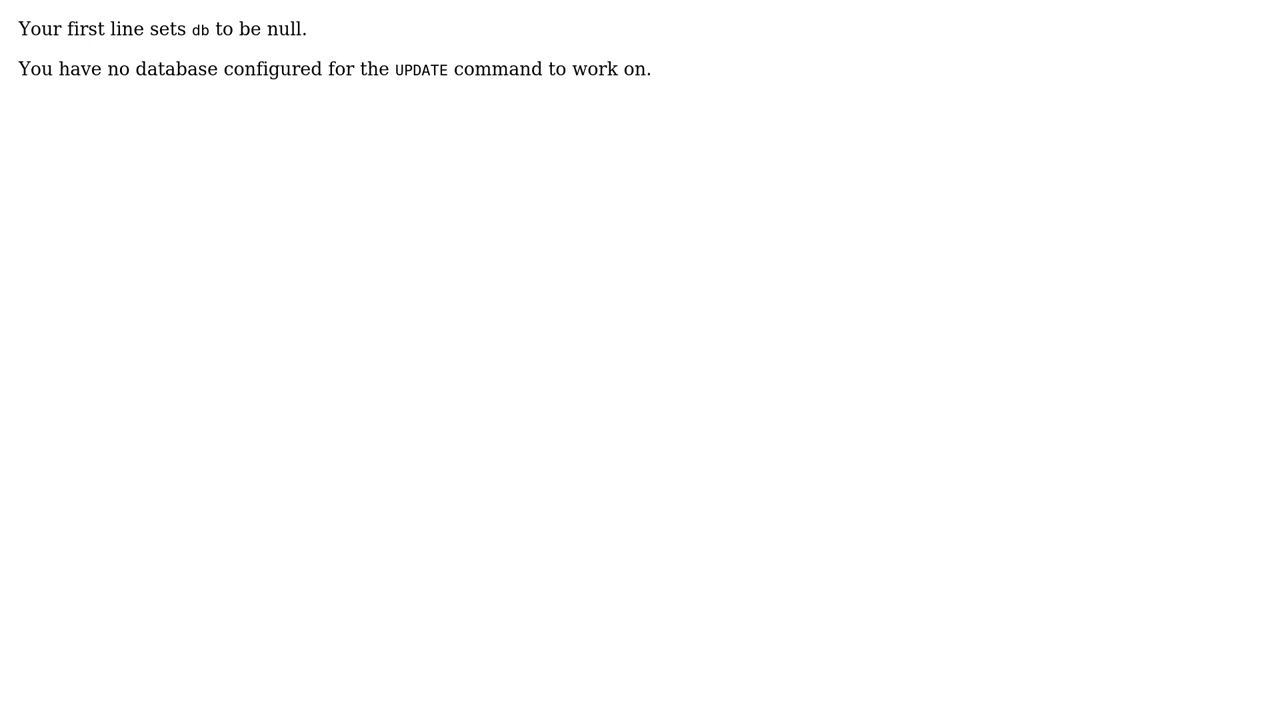 Your first line sets db to be null.
You have no database configured for the UPDATE command to work on.